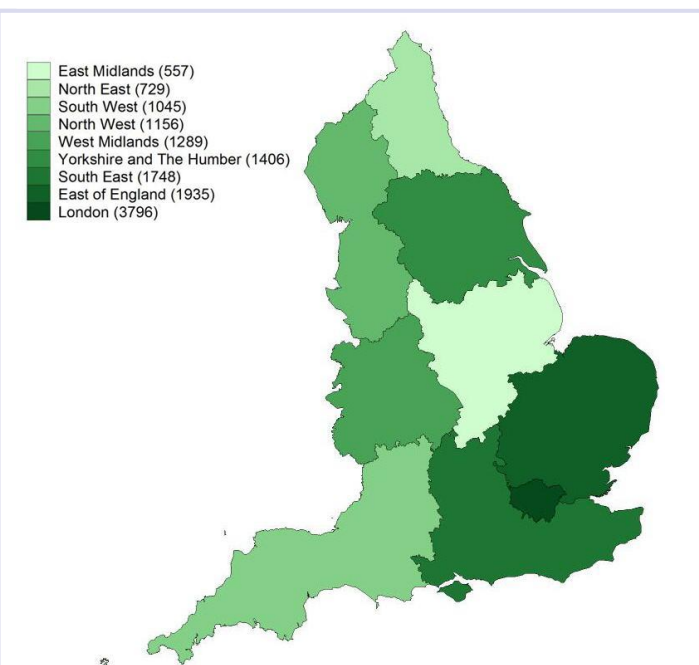 East Midlands (557)
North East (729)
South West (1045)
North West (1156)
West Midlands (1289)
Yorkshire and The Humber (1406)
South East (1748)
East of England (1935)
London (3796)